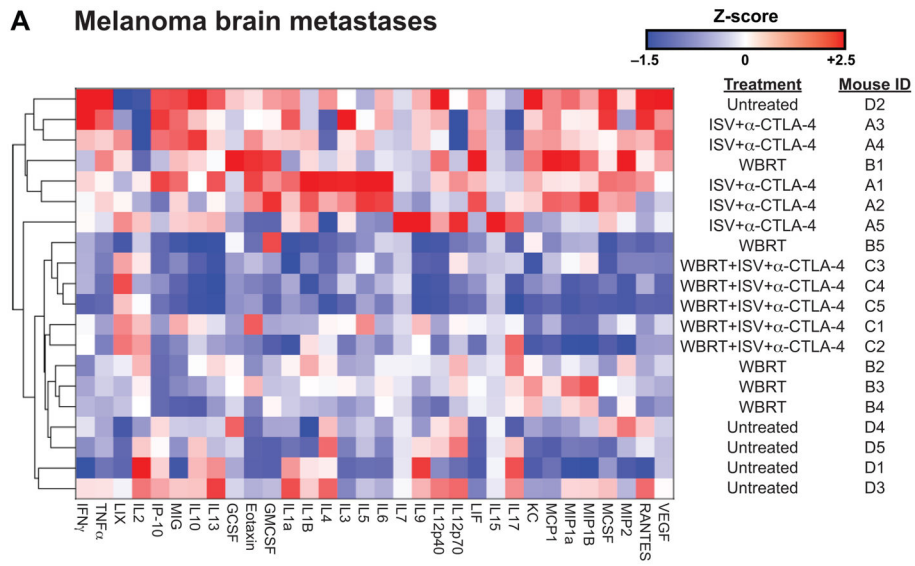 A Melanoma brain metastases
Z-score
–1.5 0 +2.5
Treatment Mouse ID
Untreated D2
ISV+α-CTLA-4 A3
ISV+α-CTLA-4 A4
WBRT B1
ISV+α-CTLA-4 A1
ISV+α-CTLA-4 A2
ISV+α-CTLA-4 A5
WBRT B5
WBRT+ISV+α-CTLA-4 C3
WBRT+ISV+α-CTLA-4 C4
WBRT+ISV+α-CTLA-4 C5
WBRT+ISV+α-CTLA-4 C1
WBRT+ISV+α-CTLA-4 C2
WBRT B2
WBRT B3
WBRT B4
Untreated D4
Untreated D5
Untreated D1
Untreated D3
IFNγ
TNFα
LIX
IL2
IP-10
MIG
IL10
IL13
GCSF
Eotaxin
GMCSF
IL1a
IL1B
IL4
IL3
IL5
IL6
IL7
IL9
IL12p40
IL12p70
LIF
IL15
IL17
KC
MCP1
MIP1a
MIP1B
MCSF
MIP2
RANTES
VEGF